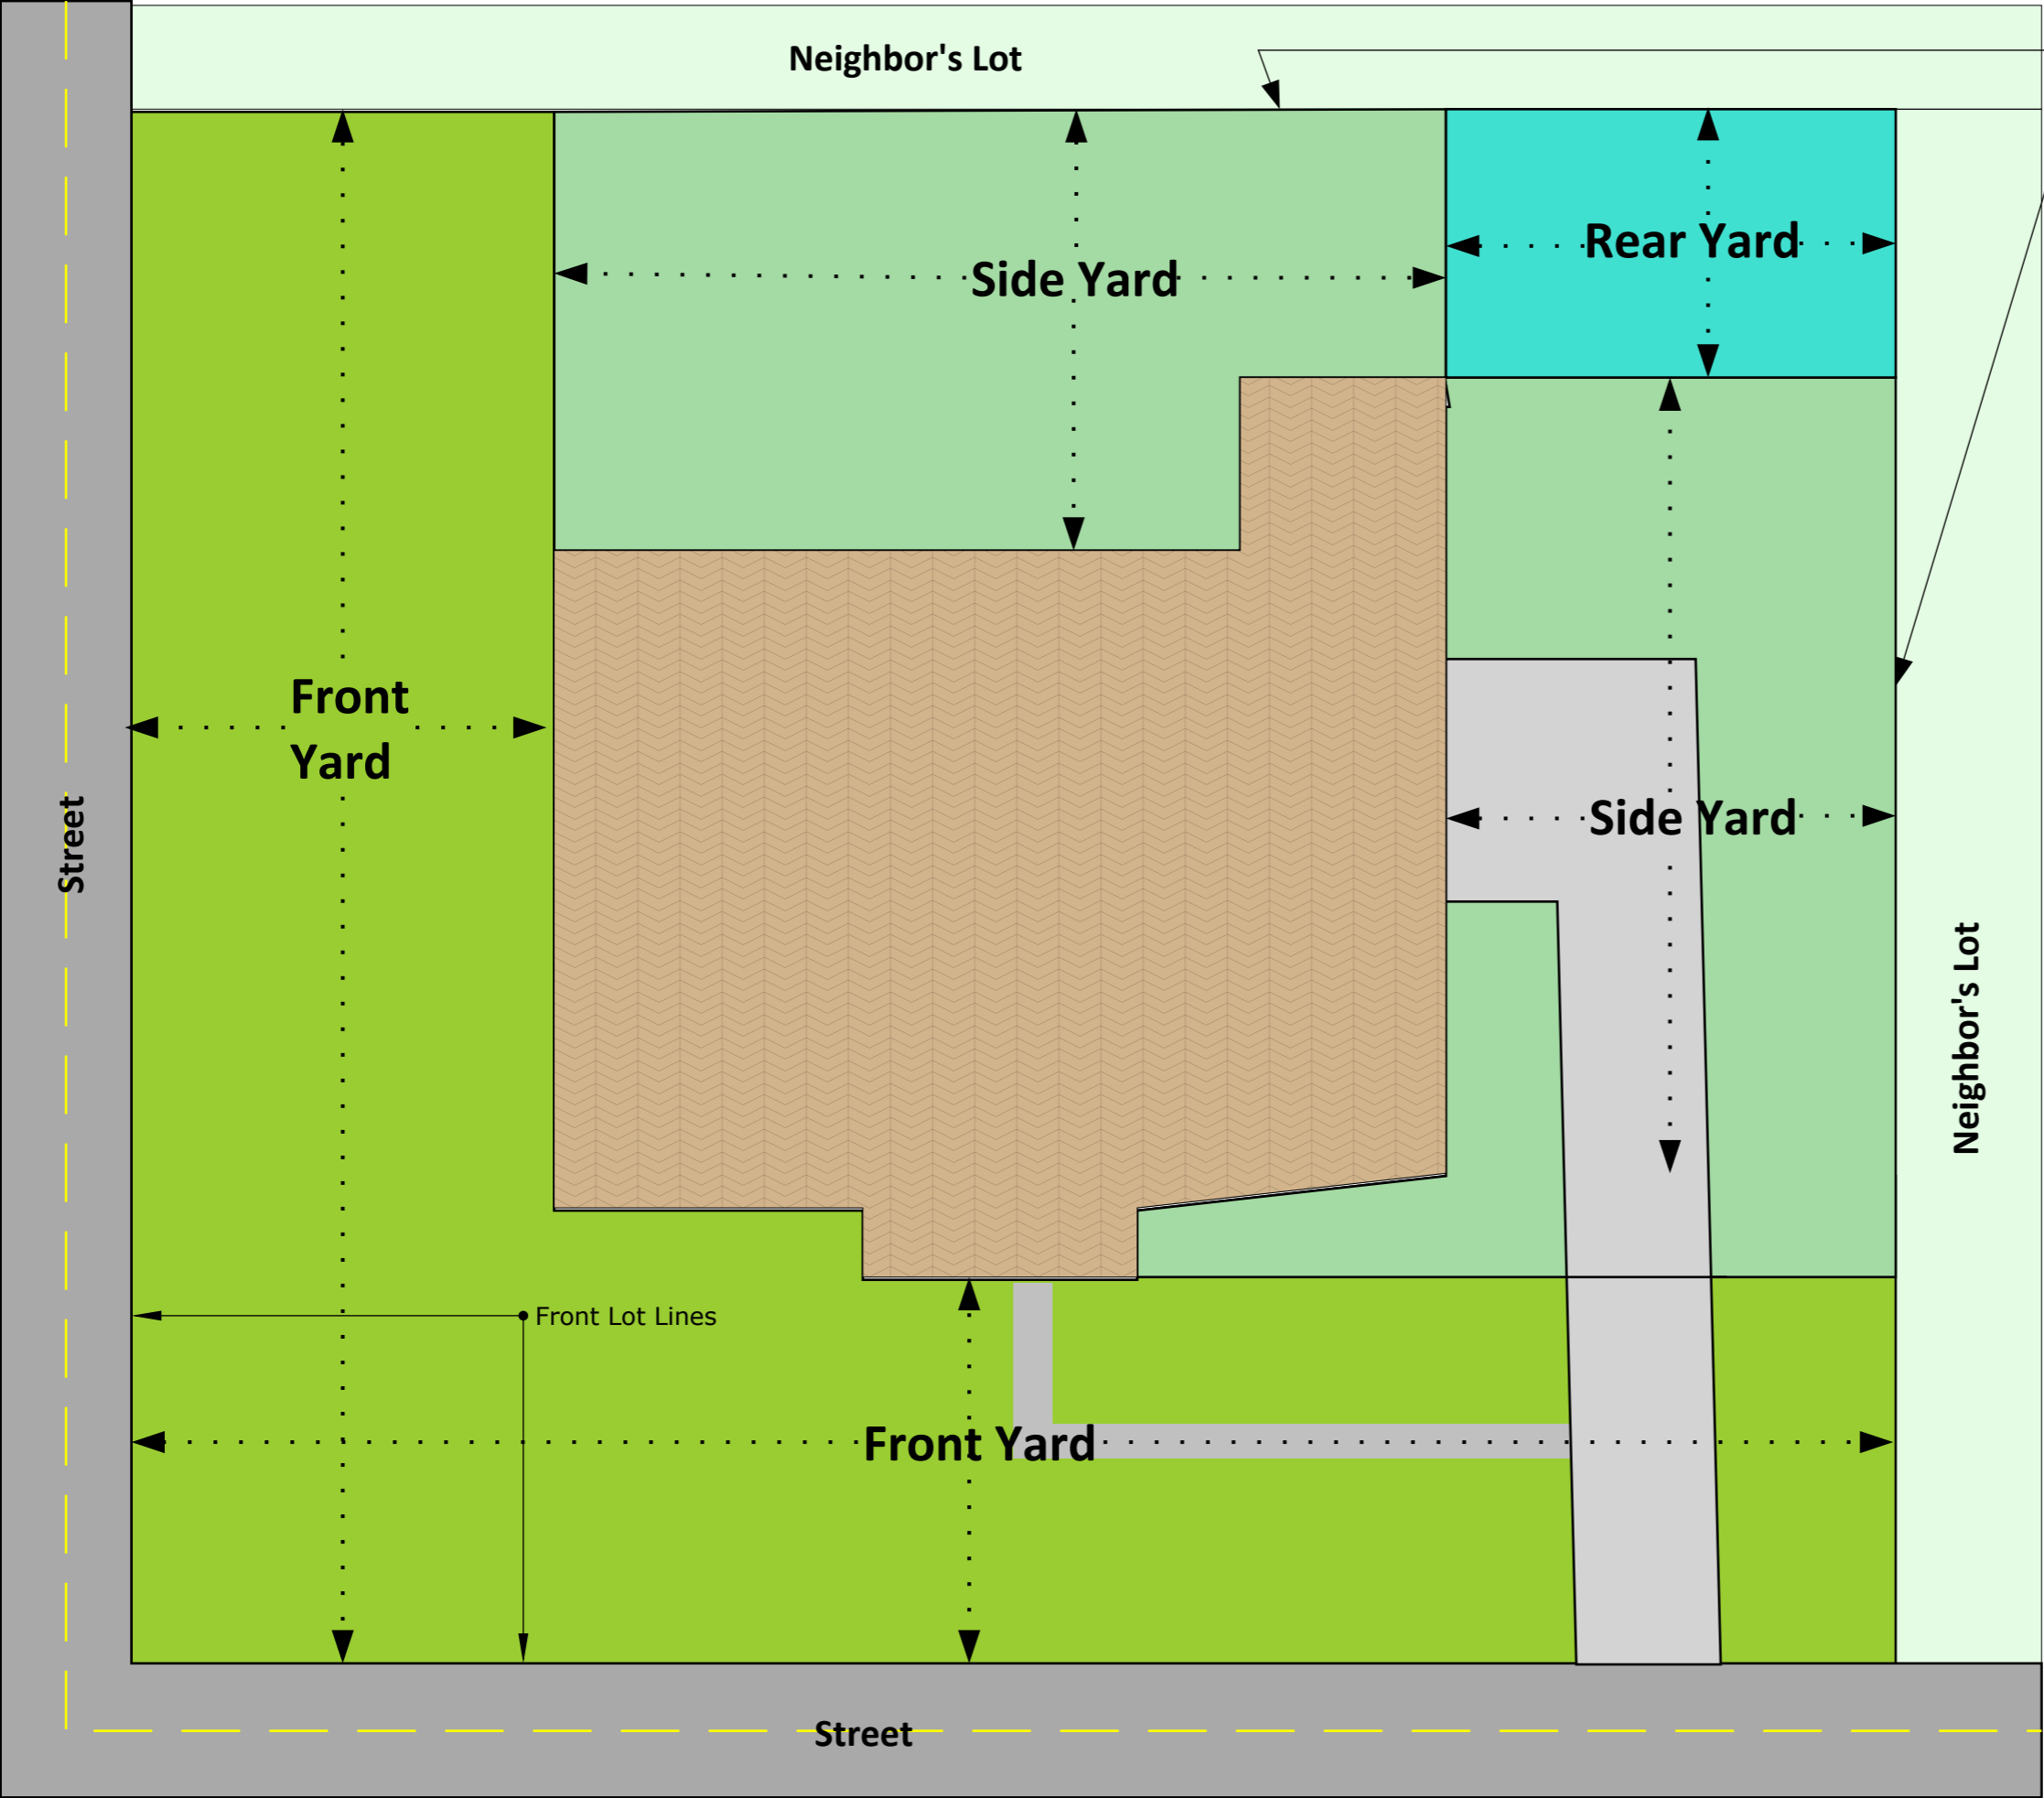 Neighbor's Lot
Rear Yard
Side Yard
Front
Yard
Side Yard
Street
Neighbor's Lot
Front Lot Lines
Front Yard
Street